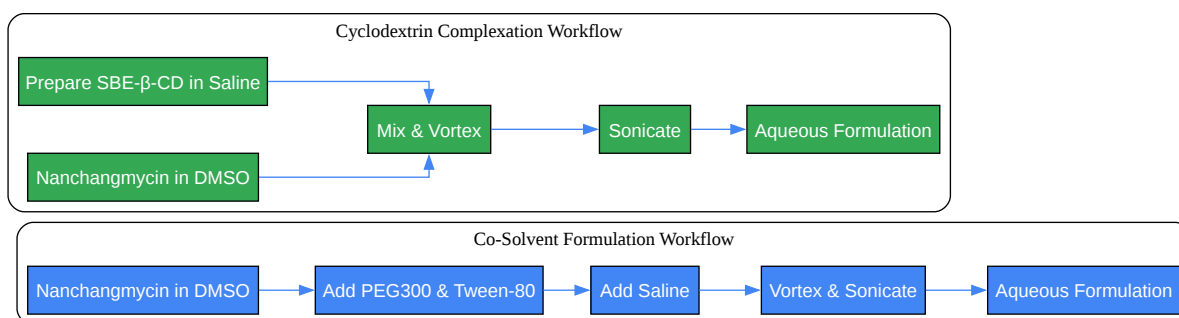 Cyclodextrin Complexation Workflow
Prepare SBE-β-CD in Saline
Mix & Vortex
Sonicate
Aqueous Formulation
Nanchangmycin in DMSO
Co-Solvent Formulation Workflow
Nanchangmycin in DMSO
Add PEG300 & Tween-80
Add Saline
Vortex & Sonicate
Aqueous Formulation